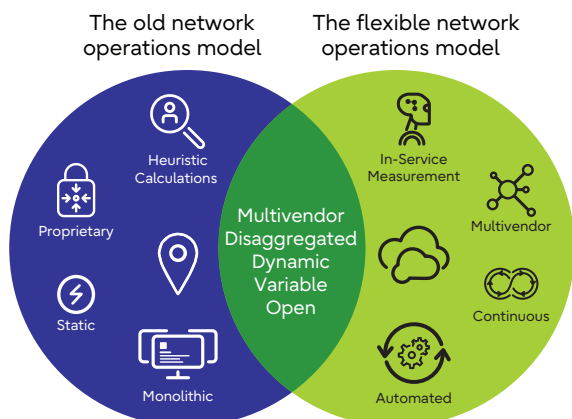 The old network
operations model
The flexible network
operations model
Heuristic
Calculations
Proprietary
Static
Monolithic
Multivendor
Disaggregated
Dynamic
Variable
Open
In-Service
Measurement
Multivendor
Continuous
Automated